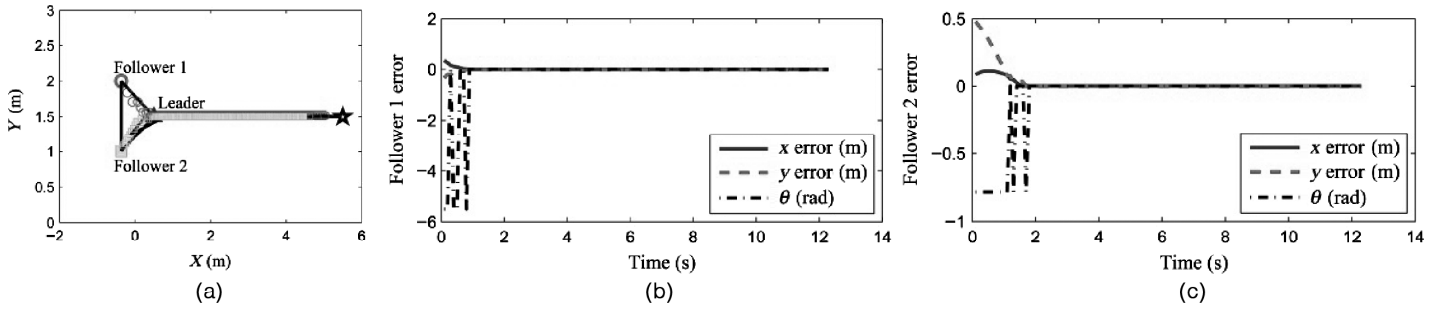 3
2.5
2
1.5
1
0.5
0
Y (m)
Follower 1
Leader
Follower 2
−2
0
2
4
6
X (m)
(a)
2
0
−2
−4
−6
Follower 1 error
x error (m)
y error (m)
θ (rad)
0
2
4
6
8
10
12
14
Time (s)
(b)
0.5
0
−0.5
−1
Follower 2 error
x error (m)
y error (m)
θ (rad)
0
2
4
6
8
10
12
14
Time (s)
(c)